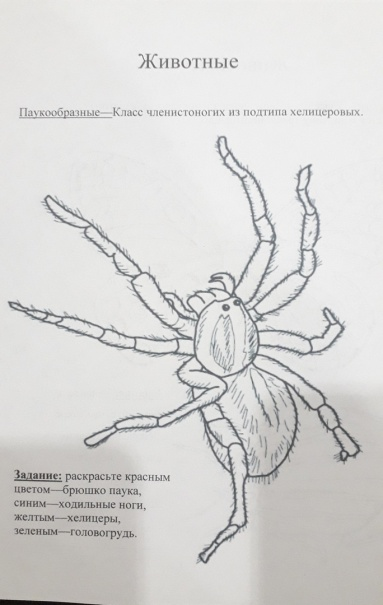 Животные
Паукообразные—Класс членистоногих из подтипа хелицеровых.
Задание: раскрасьте красным
цветом—брюшко паука,
синим—ходильные ноги,
желтым—хелицеры,
зеленым—головогрудь.